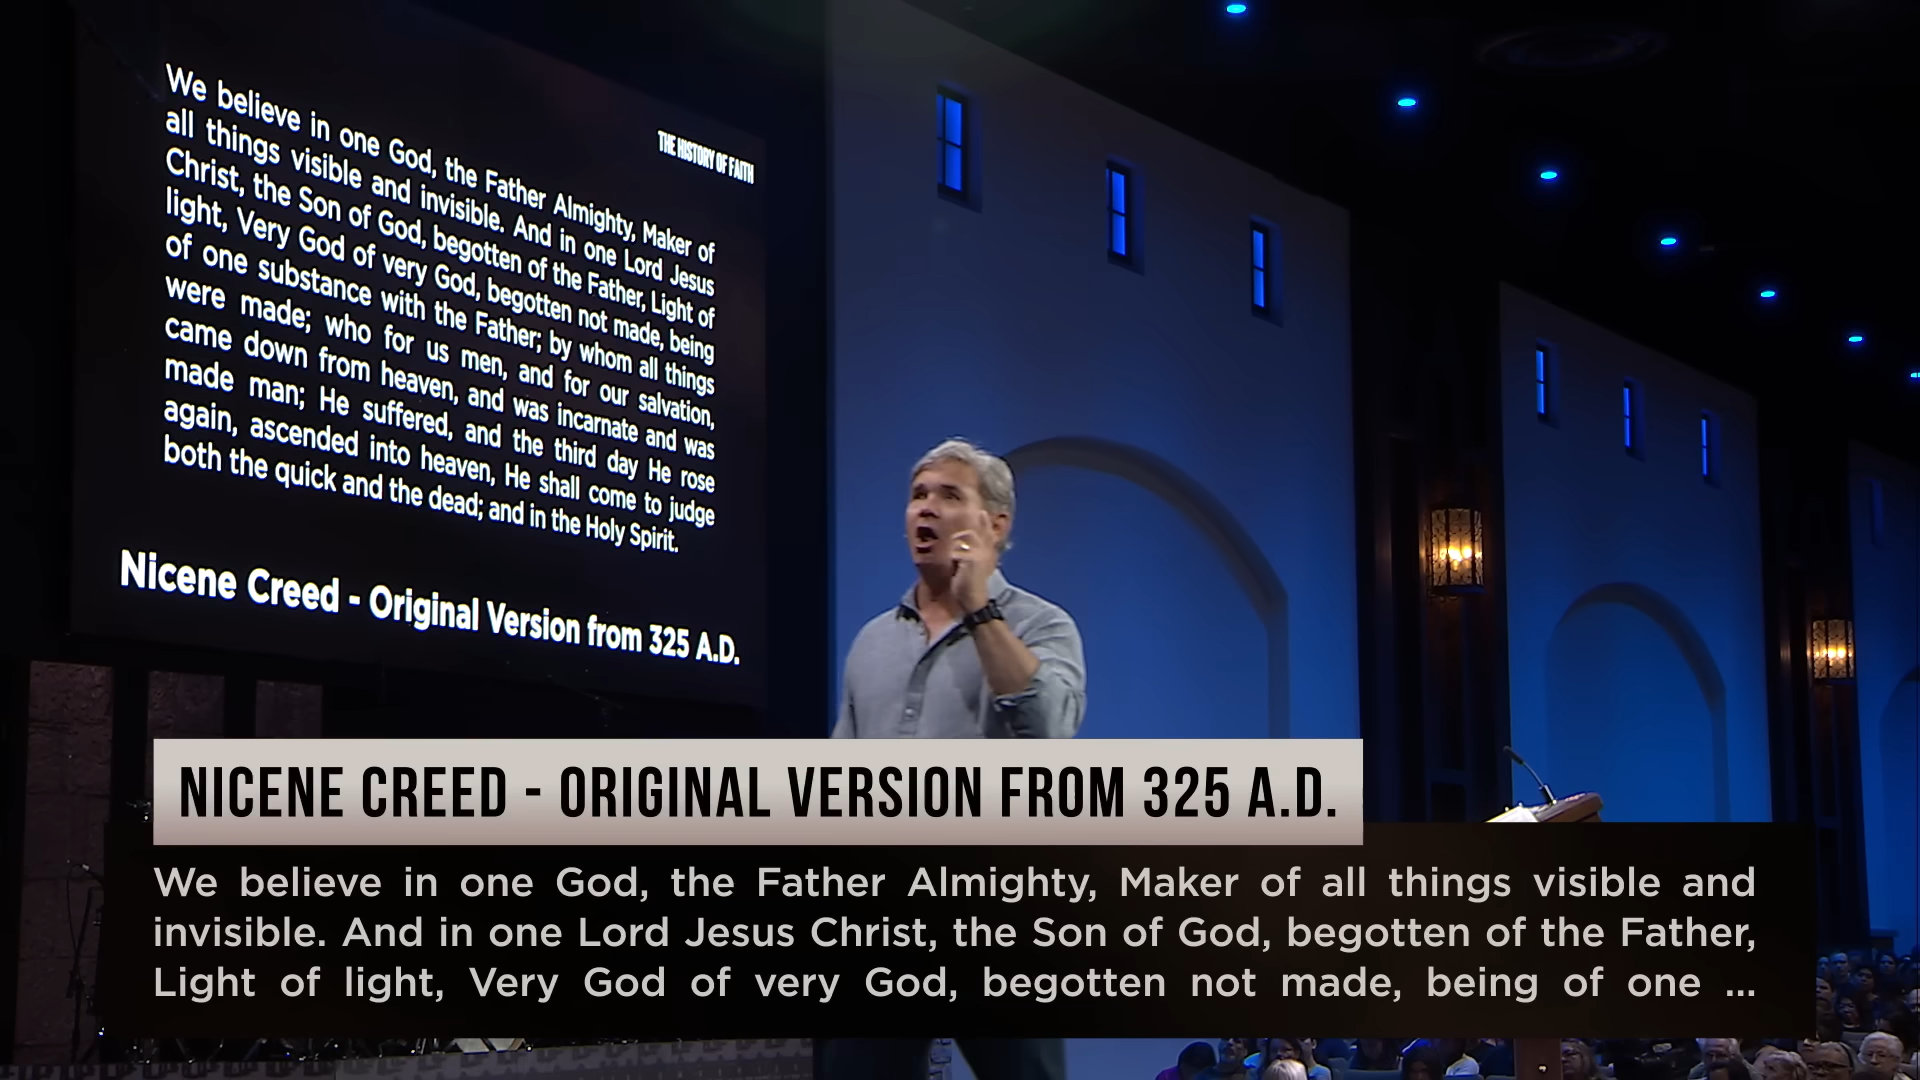 We believe in one God, the Father Almighty, Maker of
all things visible and invisible. And in one Lord Jesus
Christ, the Son of God, begotten of the Father, Light of
light, Very God of very God, begotten not made, being
of one substance with the Father; by whom all things
were made; who for us men, and for our salvation,
came down from heaven, and was incarnate and was
made man; He suffered, and the third day He rose
again, ascended into heaven, He shall come to judge
both the quick and the dead; and in the Holy Spirit.
THE HISTORY OF FAITH
Nicene Creed - Original Version from 325 A.D.
NICENE CREED - ORIGINAL VERSION FROM 325 A.D.
We believe in one God, the Father Almighty, Maker of all things visible and
invisible. And in one Lord Jesus Christ, the Son of God, begotten of the Father,
Light of light, Very God of very God, begotten not made, being of one ...